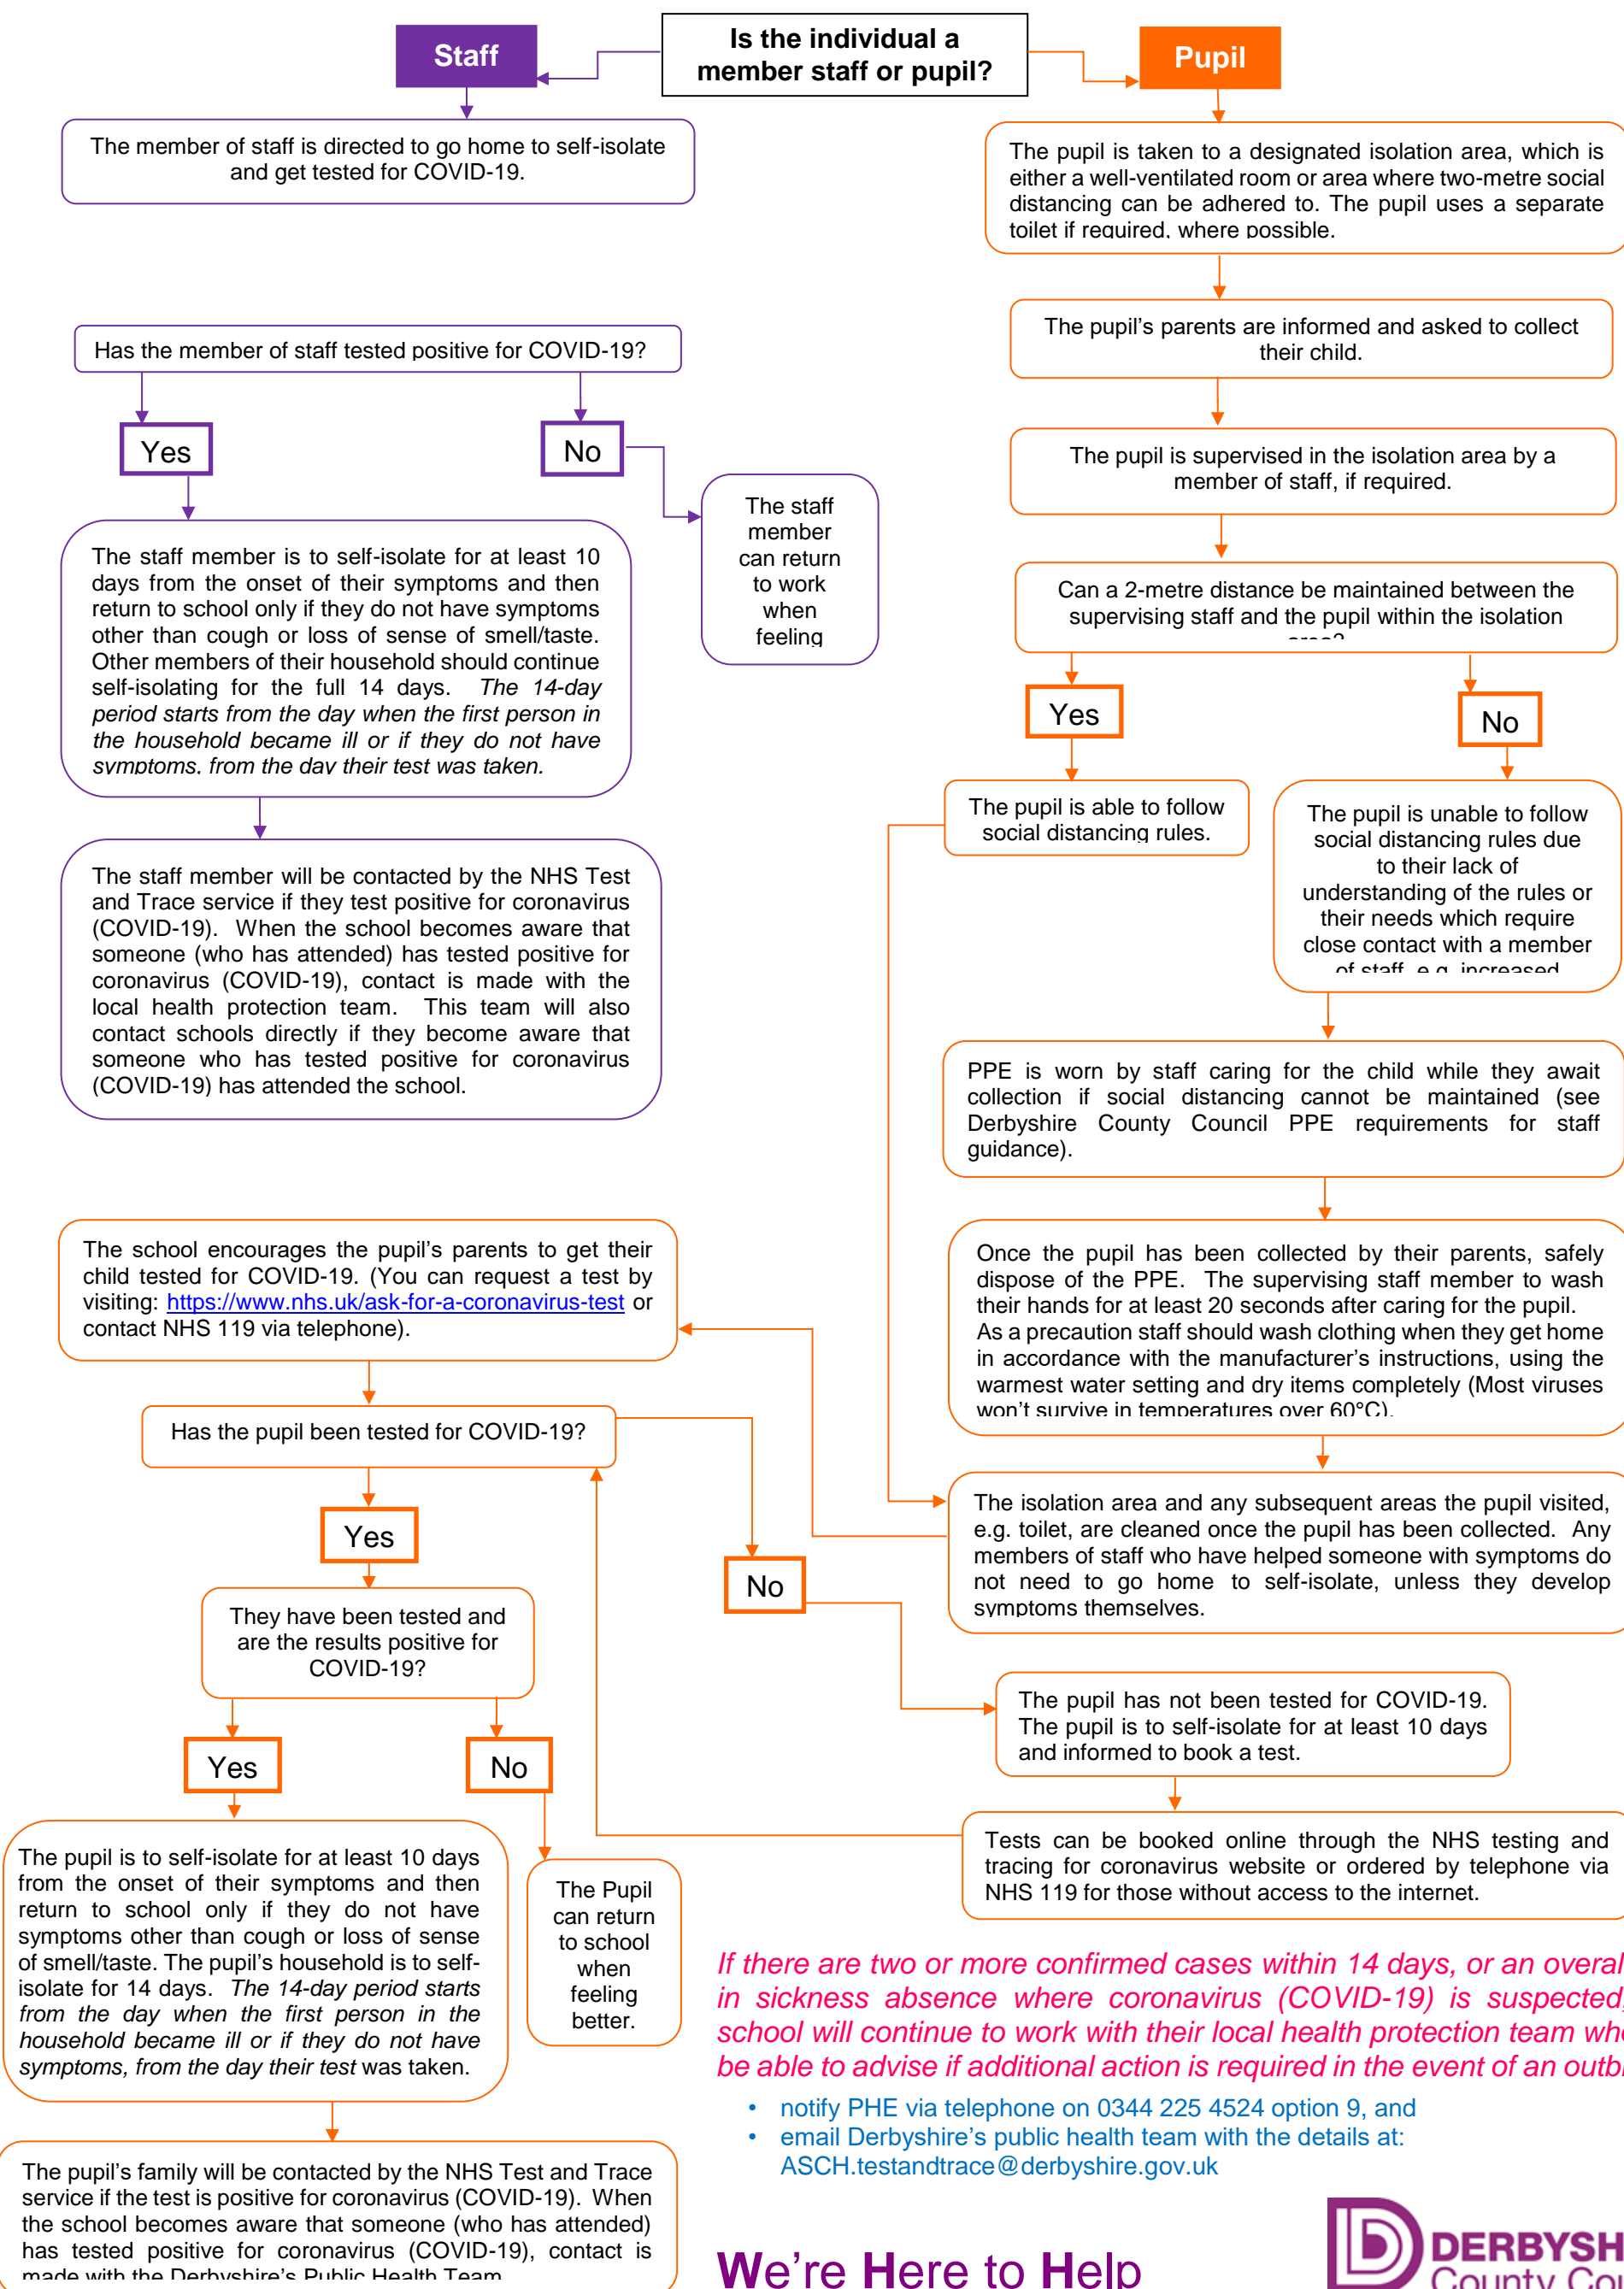 Is the individual a
member staff or pupil?
Staff
Pupil
The member of staff is directed to go home to self-isolate
and get tested for COVID-19.
Has the member of staff tested positive for COVID-19?
Yes
No
The staff
member
can return
to work
when
feeling
The staff member is to self-isolate for at least 10
days from the onset of their symptoms and then
return to school only if they do not have symptoms
other than cough or loss of sense of smell/taste.
Other members of their household should continue
self-isolating for the full 14 days. The 14-day
period starts from the day when the first person in
the household became ill or if they do not have
symptoms, from the day their test was taken.
The staff member will be contacted by the NHS Test
and Trace service if they test positive for coronavirus
(COVID-19). When the school becomes aware that
someone (who has attended) has tested positive for
coronavirus (COVID-19), contact is made with the
local health protection team. This team will also
contact schools directly if they become aware that
someone who has tested positive for coronavirus
(COVID-19) has attended the school.
The pupil is taken to a designated isolation area, which is
either a well-ventilated room or area where two-metre social
distancing can be adhered to. The pupil uses a separate
toilet if required, where possible.
The pupil's parents are informed and asked to collect
their child.
The pupil is supervised in the isolation area by a
member of staff, if required.
Can a 2-metre distance be maintained between the
supervising staff and the pupil within the isolation
area?
Yes
No
The pupil is able to follow
social distancing rules.
The pupil is unable to follow
social distancing rules due
to their lack of
understanding of the rules or
their needs which require
close contact with a member
of staff, e.g. increased
PPE is worn by staff caring for the child while they await
collection if social distancing cannot be maintained (see
Derbyshire County Council PPE requirements for staff
guidance).
Once the pupil has been collected by their parents, safely
dispose of the PPE. The supervising staff member to wash
their hands for at least 20 seconds after caring for the pupil.
As a precaution staff should wash clothing when they get home
in accordance with the manufacturer's instructions, using the
warmest water setting and dry items completely (Most viruses
won't survive in temperatures over 60°C).
The isolation area and any subsequent areas the pupil visited,
e.g. toilet, are cleaned once the pupil has been collected. Any
members of staff who have helped someone with symptoms do
not need to go home to self-isolate, unless they develop
symptoms themselves.
The school encourages the pupil's parents to get their
child tested for COVID-19. (You can request a test by
visiting: https://www.nhs.uk/ask-for-a-coronavirus-test or
contact NHS 119 via telephone).
Has the pupil been tested for COVID-19?
Yes
No
They have been tested and
are the results positive for
COVID-19?
The pupil has not been tested for COVID-19.
The pupil is to self-isolate for at least 10 days
and informed to book a test.
Tests can be booked online through the NHS testing and
tracing for coronavirus website or ordered by telephone via
NHS 119 for those without access to the internet.
Yes
No
The pupil is to self-isolate for at least 10 days
from the onset of their symptoms and then
return to school only if they do not have
symptoms other than cough or loss of sense
of smell/taste. The pupil's household is to self-
isolate for 14 days. The 14-day period starts
from the day when the first person in the
household became ill or if they do not have
symptoms, from the day their test was taken.
The Pupil
can return
to school
when
feeling
better.
The pupil's family will be contacted by the NHS Test and Trace
service if the test is positive for coronavirus (COVID-19). When
the school becomes aware that someone (who has attended)
has tested positive for coronavirus (COVID-19), contact is
made with the Derbyshire's Public Health Team
If there are two or more confirmed cases within 14 days, or an overal
in sickness absence where coronavirus (COVID-19) is suspected,
school will continue to work with their local health protection team who
be able to advise if additional action is required in the event of an outb
• notify PHE via telephone on 0344 225 4524 option 9, and
• email Derbyshire's public health team with the details at:
ASCH.testandtrace@derbyshire.gov.uk
We're Here to Help
DERBYSH
County Cou